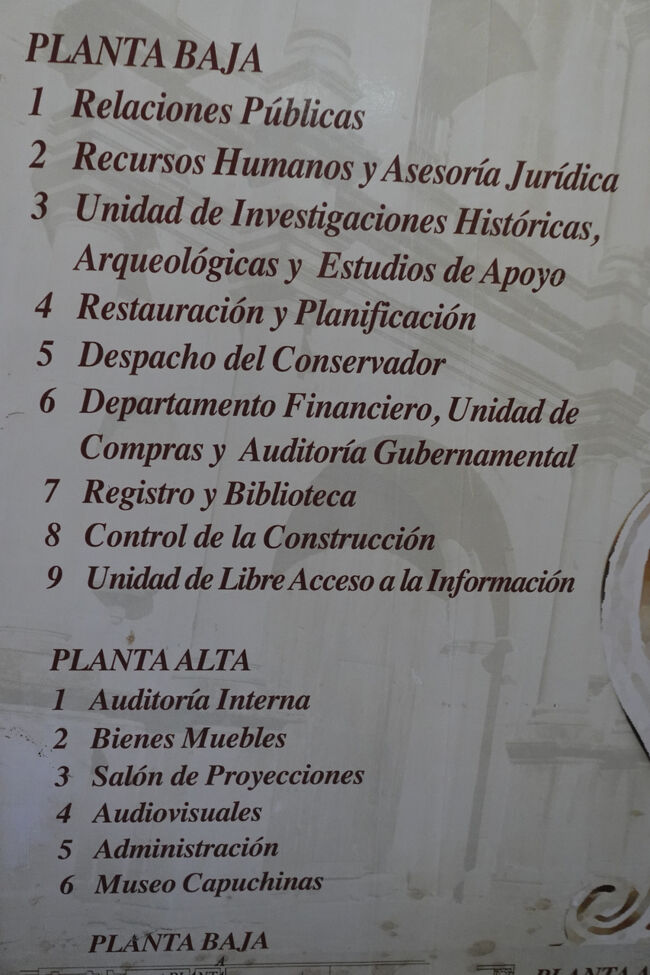 PLANTA BAJA
1 Relaciones Públicas
2 Recursos Humanos y Asesoría Jurídica
3 Unidad de Investigaciones Históricas,
Arqueológicas y Estudios de Apoyo
4 Restauración y Planificación
5 Despacho del Conservador
6 Departamento Financiero, Unidad de
Compras y Auditoría Gubernamental
7 Registro y Biblioteca
8 Control de la Construcción
9 Unidad de Libre Acceso a la Información
PLANTA ALTA
1 Auditoría Interna
2 Bienes Muebles
3 Salón de Proyecciones
4 Audiovisuales
5 Administración
6 Museo Capuchinas
PLANTA BAJA
PLANTA
PLANTA A